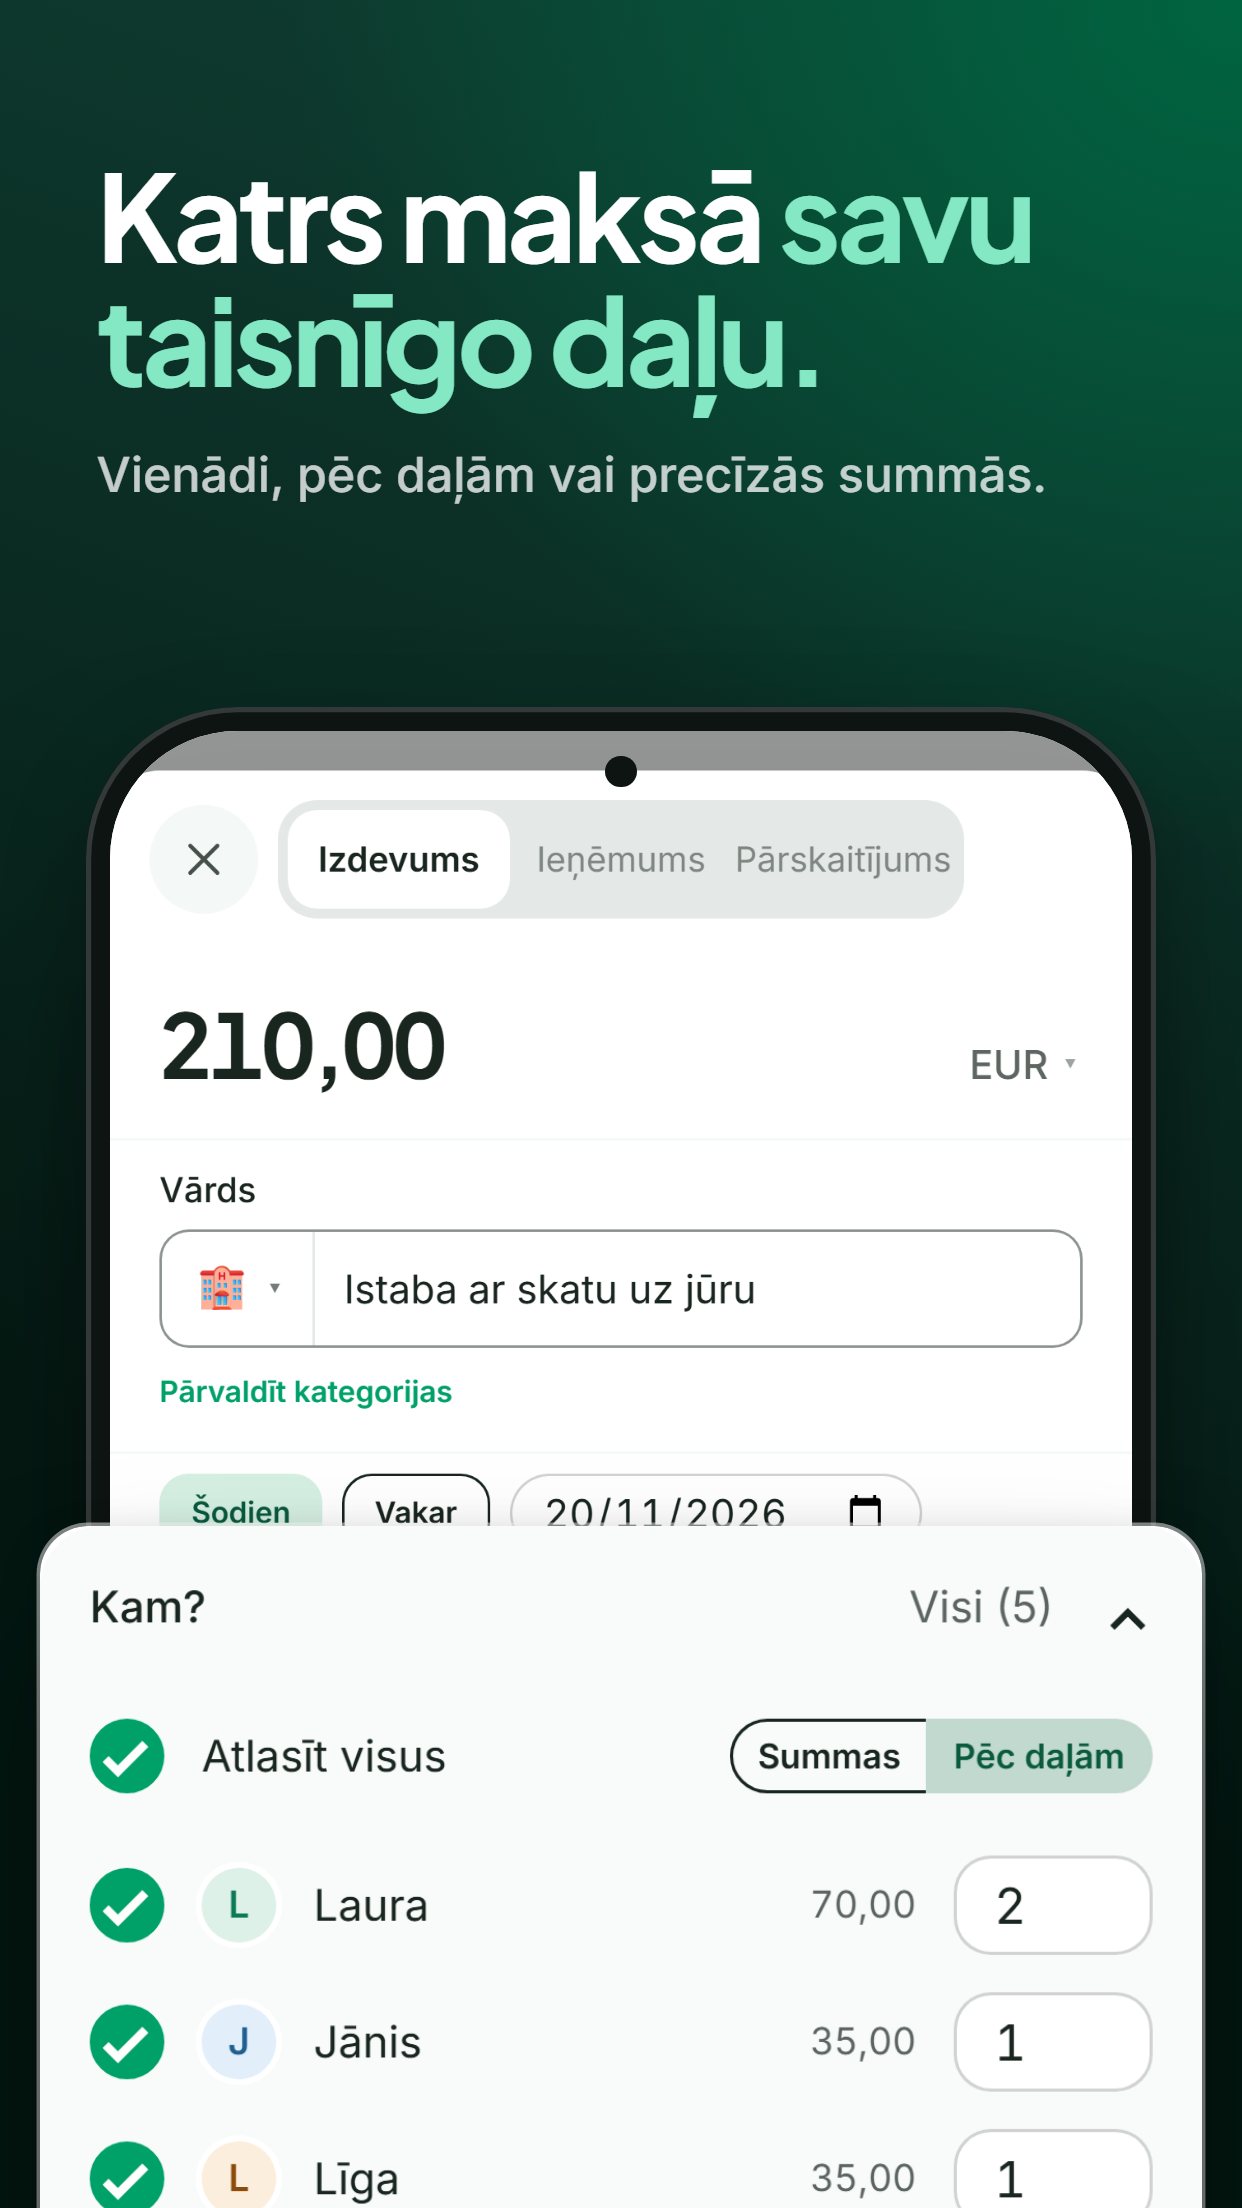 Katrs maksā savu
taisnīgo daļu.
Vienādi, pēc daļām vai precīzās summās.
Izdevums Ieņēmums Pārskaitījums
210,00 EUR
Vārds
Istaba ar skatu uz jūru
Pārvaldīt kategorijas
Šodien Vakar 20/11/2026
Kam? Visi (5)
Atlasīt visus Summas Pēc daļām
L Laura 70,00 2
J Jānis 35,00 1
L Līga 35,00 1